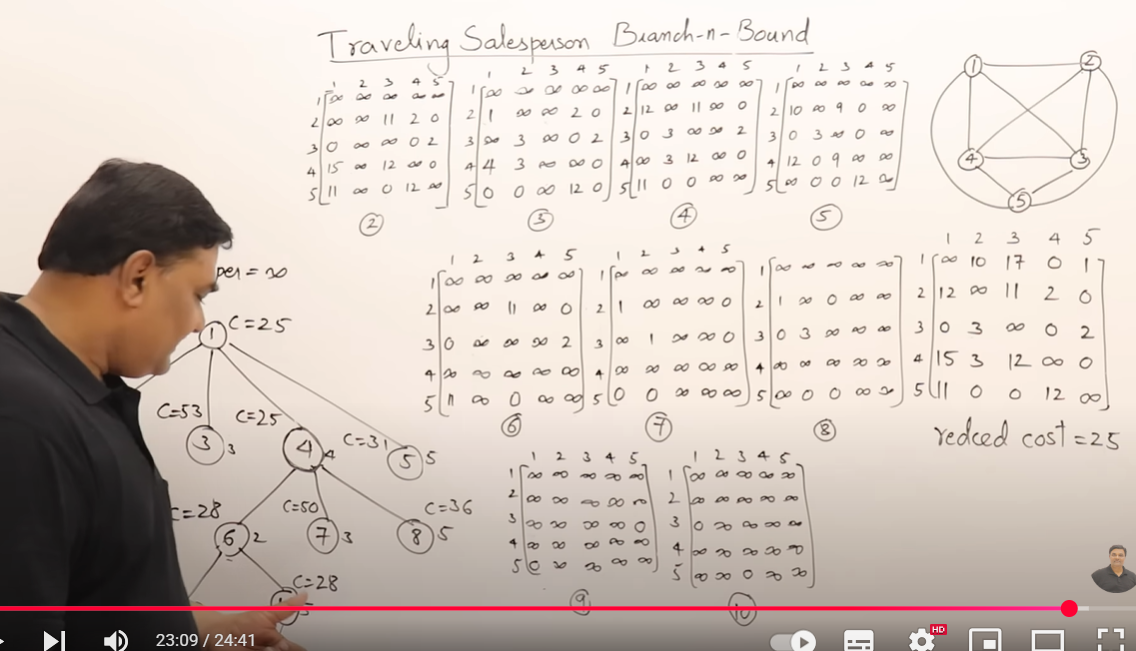 Traveling Salesperson Branch-n-Bound
1 2 3 4 5
1 ∞ ∞ ∞ ∞ ∞
2 ∞ ∞ 11 2 0
3 0 ∞ ∞ 0 2
4 15 ∞ 12 ∞ 0
5 11 ∞ 0 12 ∞
②
1 2 3 4 5
1 ∞ ∞ ∞ ∞ ∞
2 1 ∞ ∞ 2 0
3 ∞ 3 ∞ 0 2
4 4 3 ∞ ∞ 0
5 0 0 ∞ 12 0
③
1 2 3 4 5
1 ∞ ∞ ∞ ∞ ∞
2 12 ∞ 11 ∞ 0
3 0 3 ∞ ∞ 2
4 ∞ 3 12 ∞ 0
5 11 0 0 ∞ ∞
④
1 2 3 4 5
1 ∞ ∞ ∞ ∞ ∞
2 10 ∞ 9 0 ∞
3 0 3 ∞ 0 ∞
4 12 0 9 ∞ ∞
5 ∞ 0 0 12 ∞
⑤
1 2
4 3
5
per = ∞
1 C=25
C=53 C=25 C=31
3 3 4 4 5 5
C=28 C=50 C=36
6 2 7 3 8 5
C=28
5
1 2 3 4 5
1 ∞ ∞ ∞ ∞ ∞
2 ∞ ∞ 11 ∞ 0
3 0 ∞ ∞ ∞ 2
4 ∞ ∞ ∞ ∞ ∞
5 11 ∞ 0 ∞ ∞
⑥
1 2 3 4 5
1 ∞ ∞ ∞ ∞ ∞
2 1 ∞ ∞ ∞ 0
3 ∞ 1 ∞ ∞ 0
4 ∞ ∞ ∞ ∞ ∞
5 0 0 ∞ ∞ ∞
⑦
1 ∞ ∞ ∞ ∞ ∞
2 1 ∞ 0 ∞ ∞
3 0 3 ∞ ∞ ∞
4 ∞ ∞ ∞ ∞ ∞
5 ∞ 0 0 ∞ ∞
⑧
1 2 3 4 5
1 ∞ 10 17 0 1
2 12 ∞ 11 2 0
3 0 3 ∞ 0 2
4 15 3 12 ∞ 0
5 11 0 0 12 ∞
redced cost = 25
1 2 3 4 5
1 ∞ ∞ ∞ ∞ ∞
2 ∞ ∞ ∞ ∞ ∞
3 ∞ ∞ ∞ ∞ 0
4 ∞ ∞ ∞ ∞ ∞
5 0 ∞ ∞ ∞ ∞
⑨
1 2 3 4 5
1 ∞ ∞ ∞ ∞ ∞
2 ∞ ∞ ∞ ∞ ∞
3 0 ∞ ∞ ∞ ∞
4 ∞ ∞ ∞ ∞ ∞
5 ∞ ∞ 0 ∞ ∞
⑩
23:09 / 24:41
HD